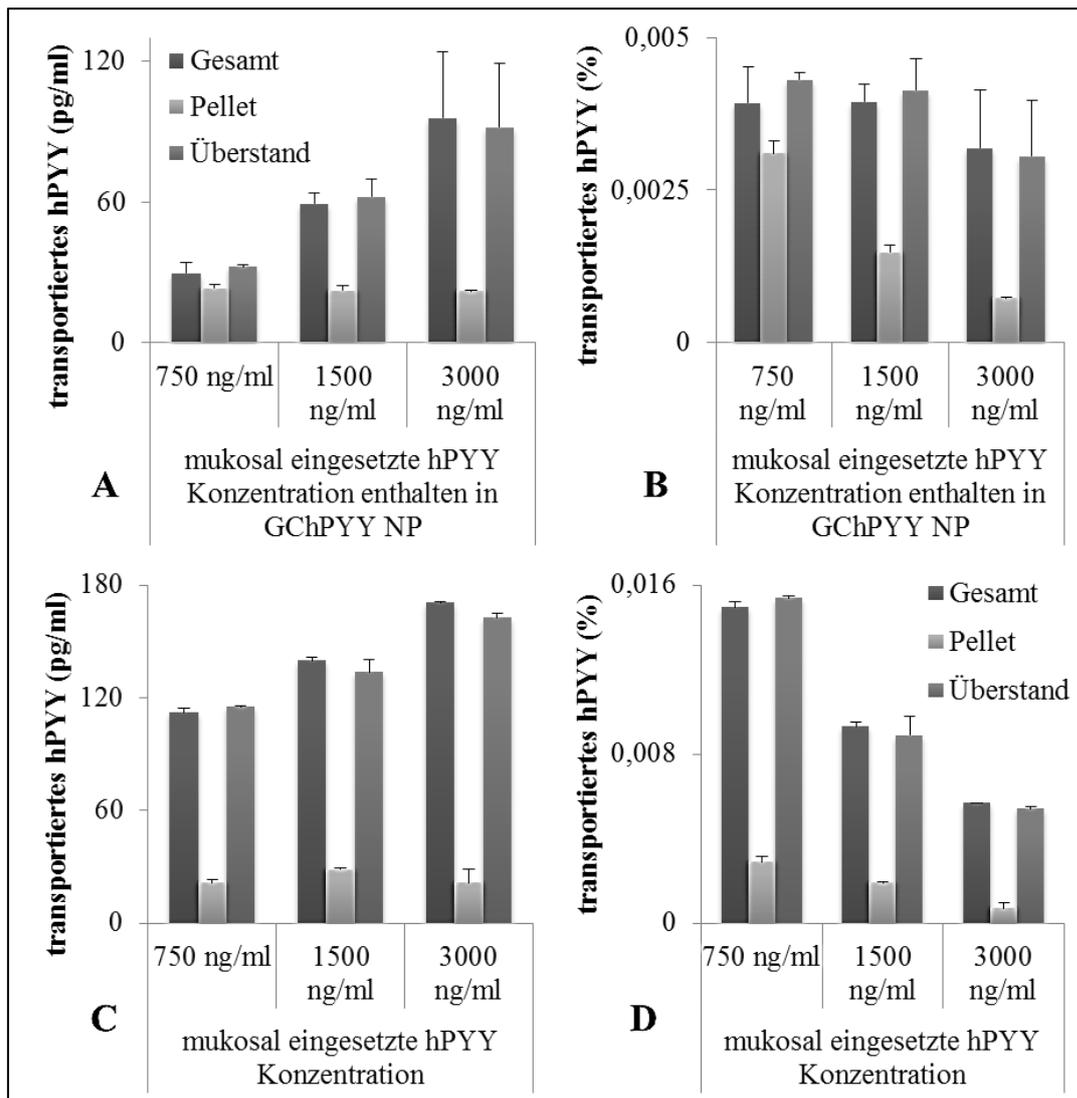 transportiertes hPYY (pg/ml)
120
60
0
Gesamt
Pellet
Überstand
750 ng/ml
1500
ng/ml
3000
ng/ml
mukosal eingesetzte hPYY
Konzentration enthalten in
GChPYY NP
A
transportiertes hPYY (%)
0,005
0,0025
0
750
ng/ml
1500
ng/ml
3000
ng/ml
mukosal eingesetzte hPYY
Konzentration enthalten in
GChPYY NP
B
transportiertes hPYY (pg/ml)
180
120
60
0
750 ng/ml
1500
ng/ml
3000
ng/ml
mukosal eingesetzte hPYY
Konzentration
C
transportiertes hPYY (%)
0,016
0,008
0
Gesamt
Pellet
Überstand
750 ng/ml
1500
ng/ml
3000
ng/ml
mukosal eingesetzte hPYY
Konzentration
D